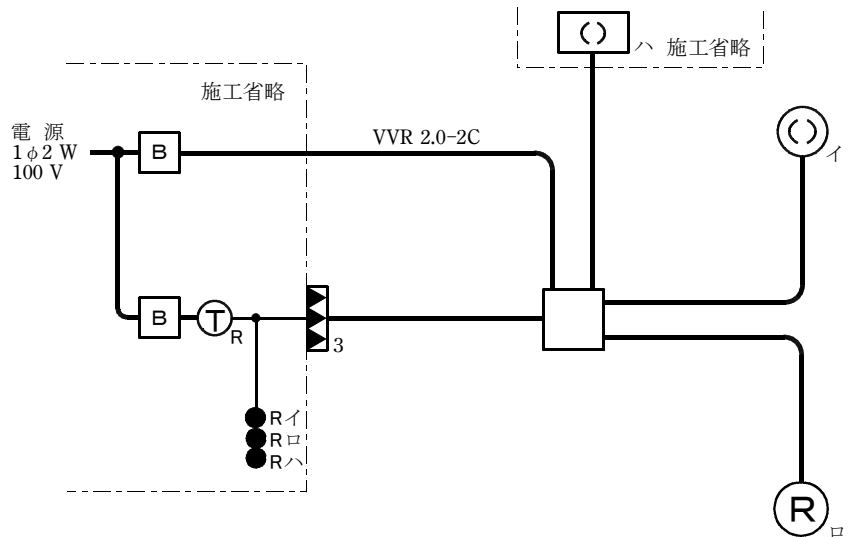 ハ 施工省略
施工省略
電 源
1φ2 W
100 V
B
VVR 2.0-2C
イ
B
T
R
3
Rイ
Rロ
Rハ
R
ロ